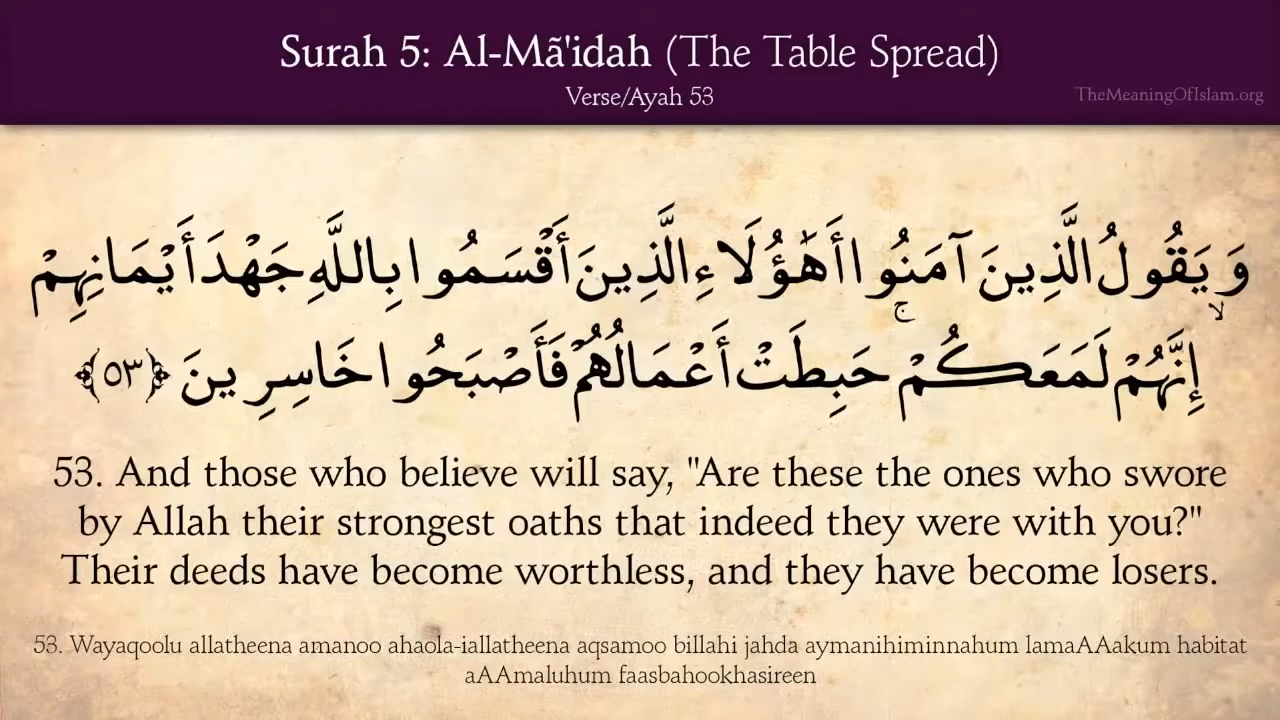 Surah 5: Al-Mã'idah (The Table Spread)
Verse/Ayah 53
TheMeaningOfIslam.org
وَيَقُولُ الَّذِينَ آمَنُوا أَهَٰؤُلَاءِ الَّذِينَ أَقْسَمُوا بِاللَّهِ جَهْدَ أَيْمَانِهِمْ ۙ
إِنَّهُمْ لَمَعَكُمْ ۚ حَبِطَتْ أَعْمَالُهُمْ فَأَصْبَحُوا خَاسِرِينَ ﴿٥٣﴾
53. And those who believe will say, "Are these the ones who swore
by Allah their strongest oaths that indeed they were with you?"
Their deeds have become worthless, and they have become losers.
53. Wayaqoolu allatheena amanoo ahaola-iallatheena aqsamoo billahi jahda aymanihiminnahum lamaAAakum habitat
aAAmaluhum faasbahookhasireen